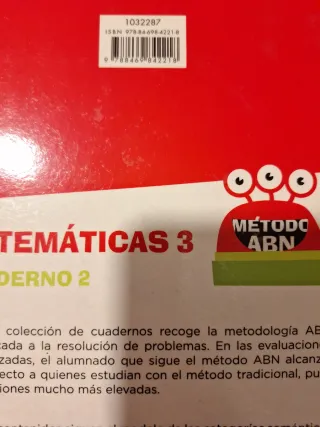 1032287
ISBN 978-84-698-4221-8
9 788469 842218
MÉTODO
ABN
TEMÁTICAS 3
DERNO 2
colección de cuadernos recoge la metodología AB
cada a la resolución de problemas. En las evaluacione
zadas, el alumnado que sigue el método ABN alcanz
ecto a quienes estudian con el método tradicional, pu
iones mucho más elevadas.